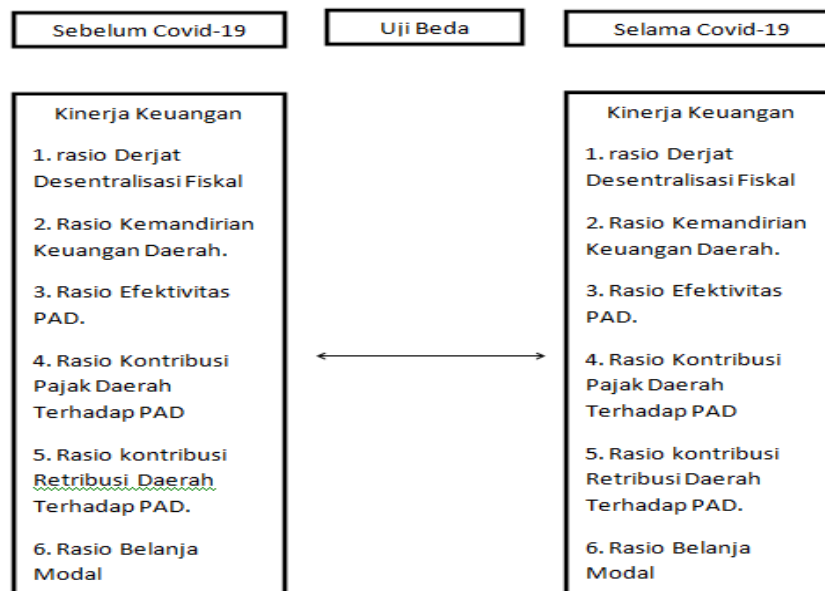 Sebelum Covid-19
Uji Beda
Selama Covid-19
Kinerja Keuangan
1. rasio Derjat
Desentralisasi Fiskal
2. Rasio Kemandirian
Keuangan Daerah.
3. Rasio Efektivitas
PAD.
4. Rasio Kontribusi
Pajak Daerah
Terhadap PAD
5. Rasio kontribusi
Retribusi Daerah
Terhadap PAD.
6. Rasio Belanja
Modal
Kinerja Keuangan
1. rasio Derjat
Desentralisasi Fiskal
2. Rasio Kemandirian
Keuangan Daerah.
3. Rasio Efektivitas
PAD.
4. Rasio Kontribusi
Pajak Daerah
Terhadap PAD
5. Rasio kontribusi
Retribusi Daerah
Terhadap PAD.
6. Rasio Belanja
Modal